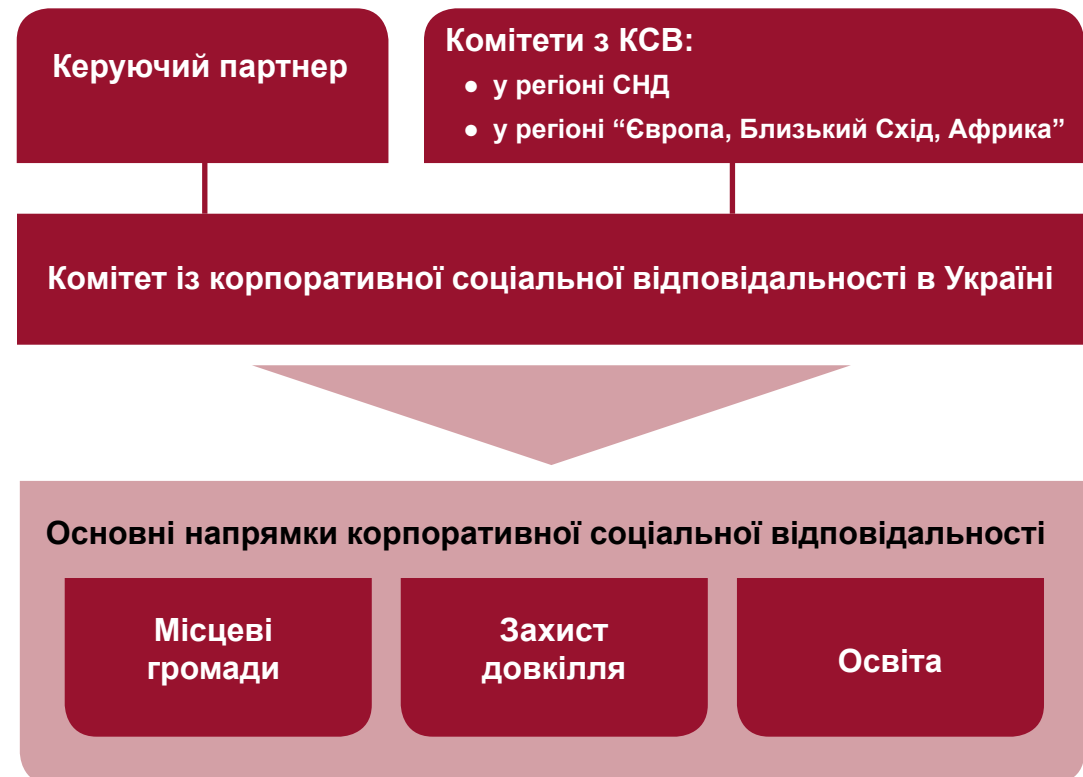 Керуючий партнер
Комітети з КСВ:
● у регіоні СНД
● у регіоні “Європа, Близький Схід, Африка”
Комітет із корпоративної соціальної відповідальності в Україні
Основні напрямки корпоративної соціальної відповідальності
Місцеві
громади
Захист
довкілля
Освіта